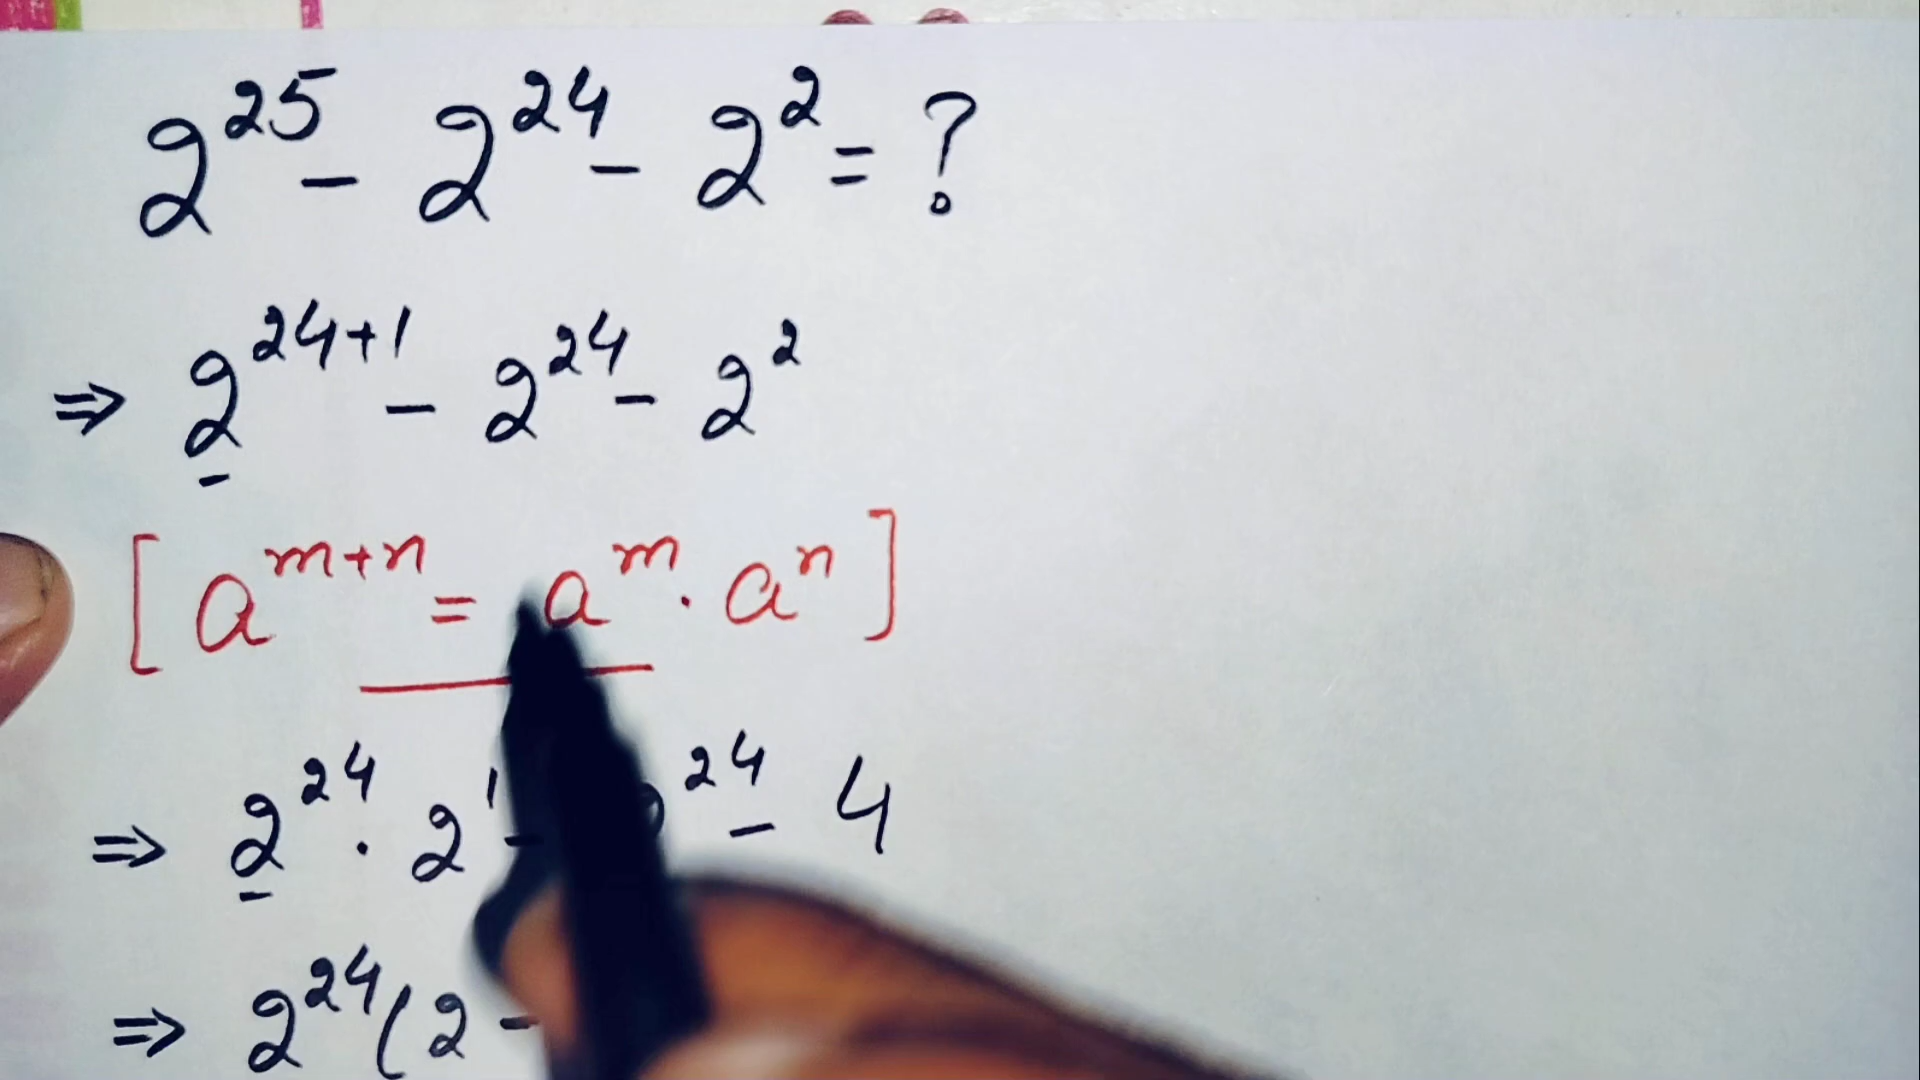 2^25 - 2^24 - 2^2 = ?
⇒ 2^24+1 - 2^24 - 2^2
[a^m+n = a^m . a^n]
⇒ 2^24 . 2^1 - 2^24 - 4
⇒ 2^24 (2 -